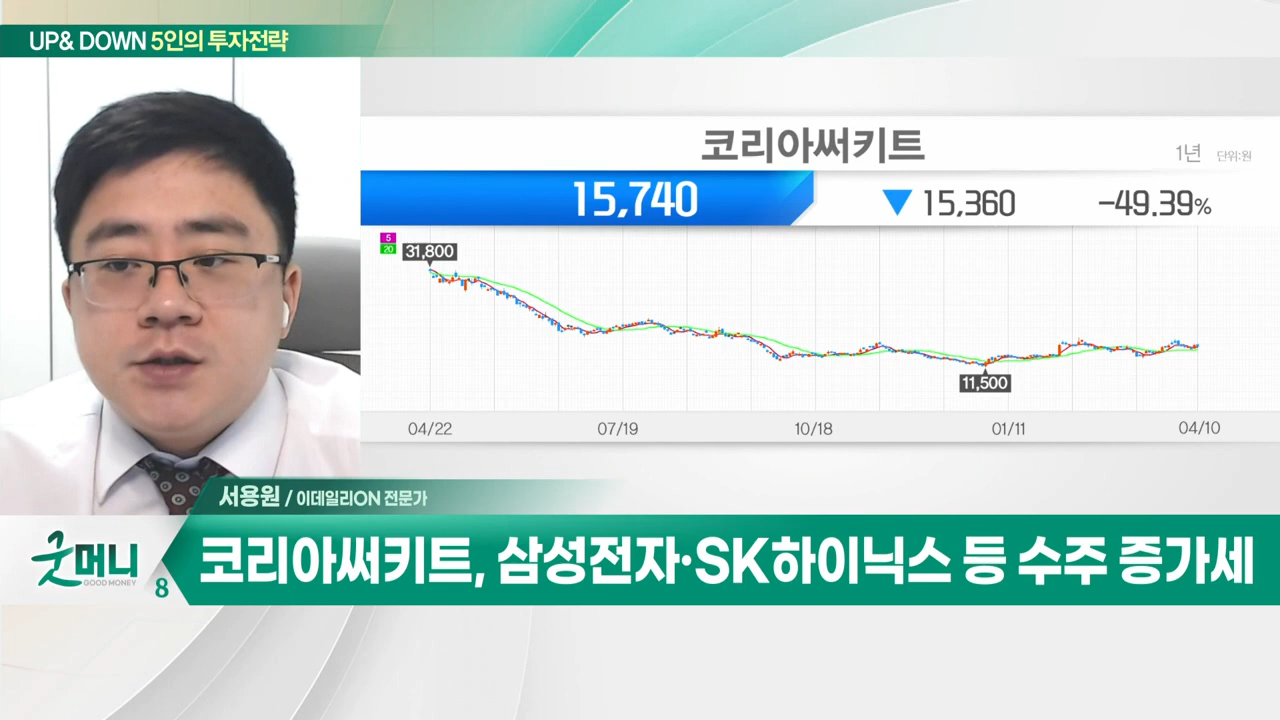 UP& DOWN 5인의 투자전략
코리아써키트
1년 단위:원
15,740 ▼ 15,360 -49.39%
5
20
31,800
11,500
04/22 07/19 10/18 01/11 04/10
서용원 / 이데일리ON 전문가
굿머니
GOOD MONEY
8
코리아써키트, 삼성전자·SK하이닉스 등 수주 증가세